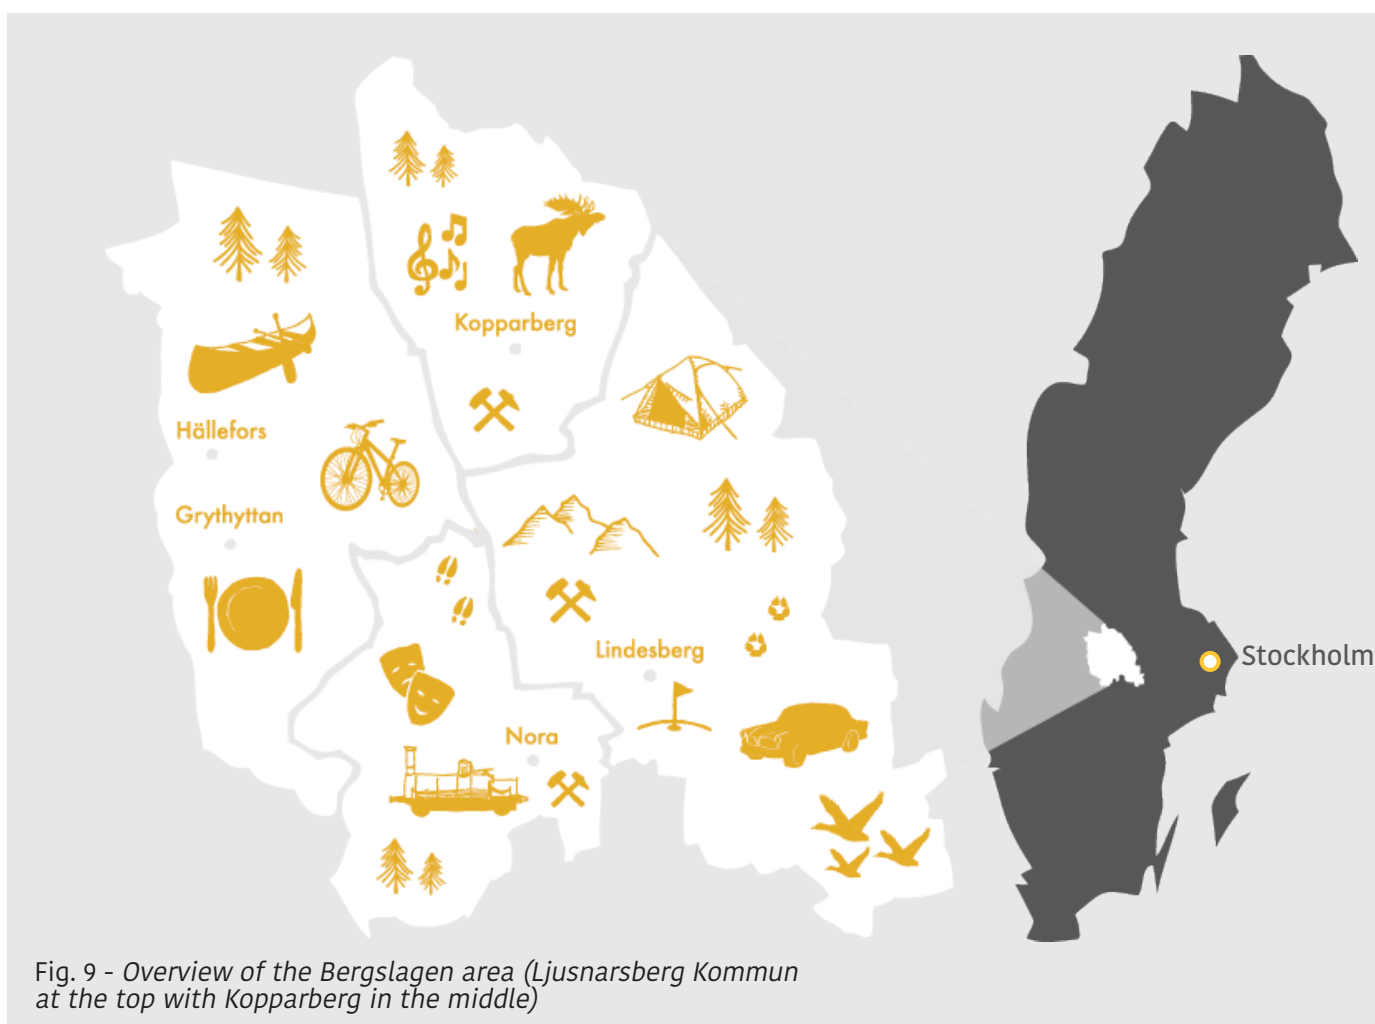 Kopparberg
Hällefors
Grythyttan
Lindesberg
Nora
Stockholm
Fig. 9 - Overview of the Bergslagen area (Ljusnarsberg Kommun
at the top with Kopparberg in the middle)